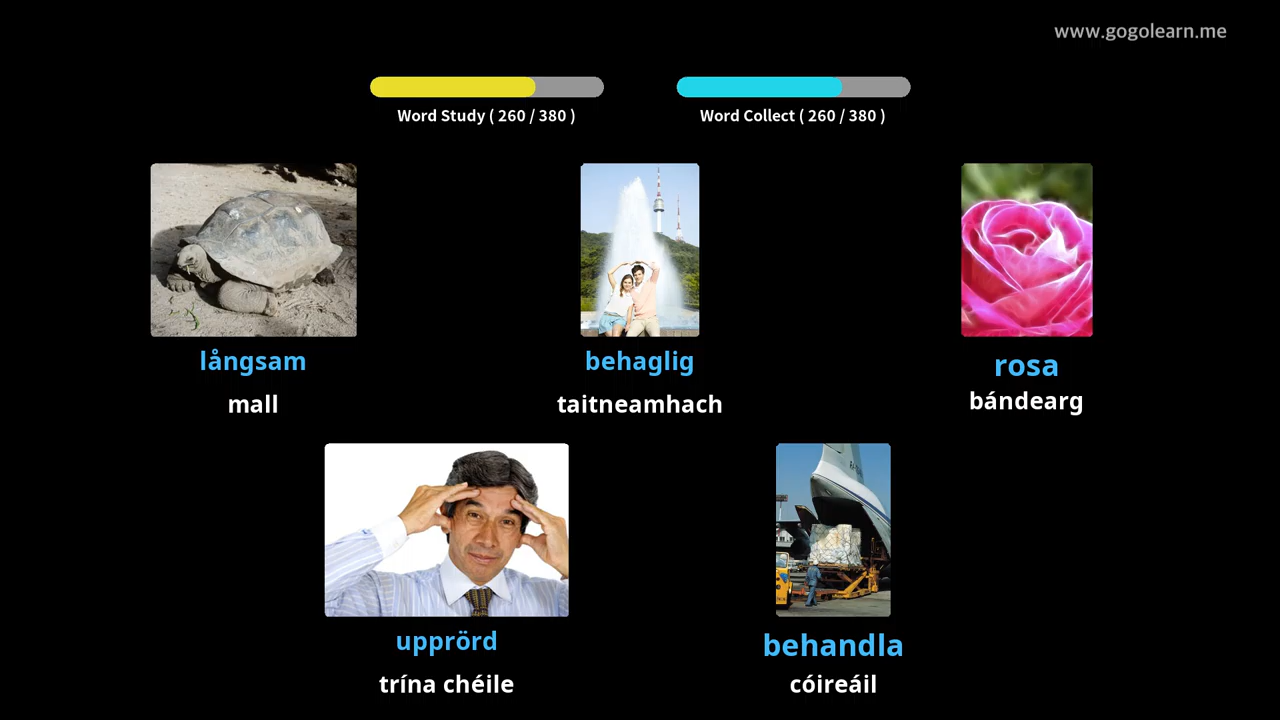 www.gogolearn.me
Word Study ( 260 / 380 )
Word Collect ( 260 / 380 )
långsam
behaglig
rosa
mall
taitneamhach
bándearg
upprörd
behandla
trína chéile
cóireáil